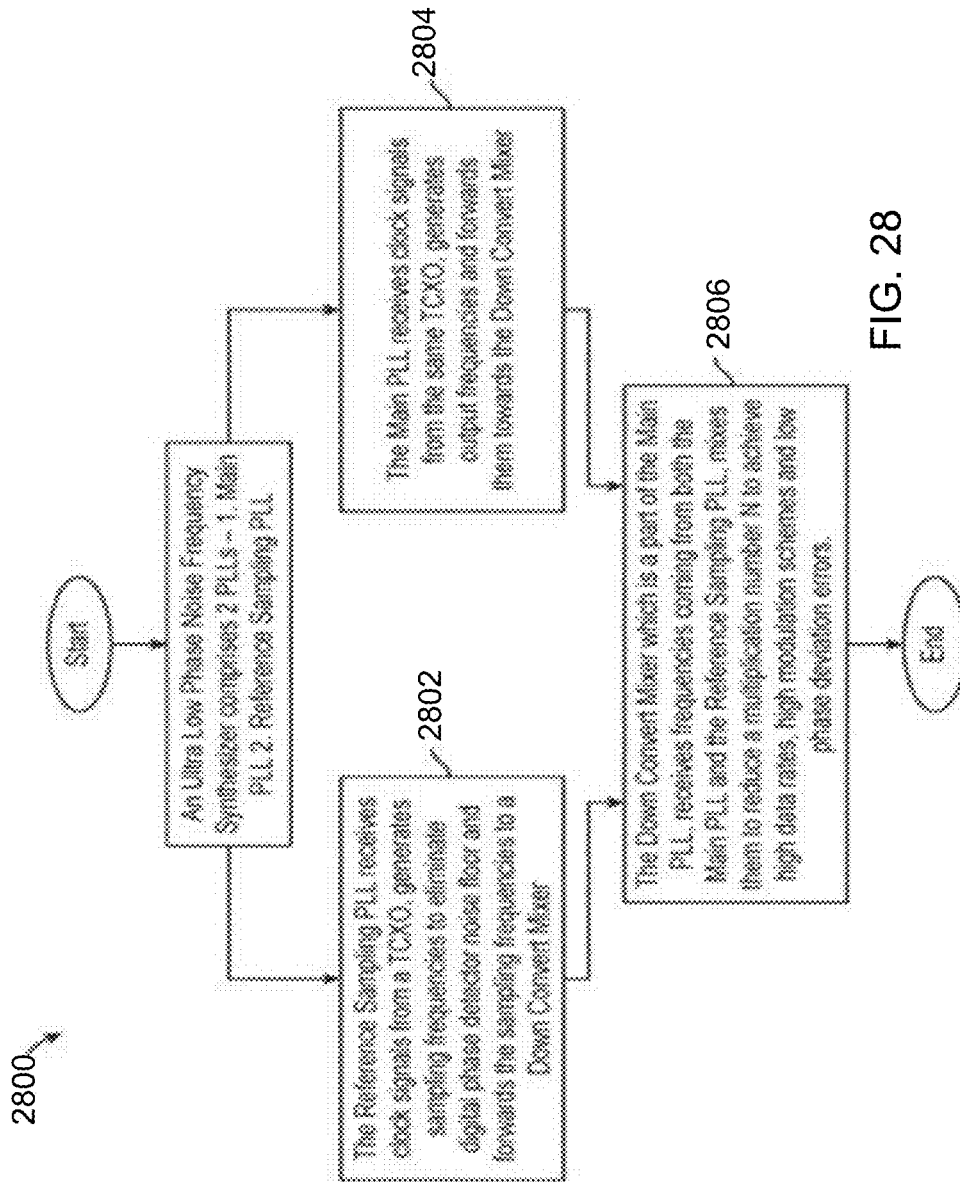 2800
Start
An Ultra Low Phase Noise Frequency
Synthesizer comprises 2 PLLs – 1. Main
PLL 2. Reference Sampling PLL
2802
The Reference Sampling PLL receives
clock signals from a TCXO, generates
sampling frequencies to eliminate
digital phase detector noise floor and
forwards the sampling frequencies to a
Down Convert Mixer
2804
The Main PLL receives clock signals
from the same TCXO, generates
output frequencies and forwards
them towards the Down Convert Mixer
2806
The Down Convert Mixer which is a part of the Main
PLL receives frequencies coming from both the
Main PLL and the Reference Sampling PLL, mixes
them to reduce a multiplication number N to achieve
high data rates, high modulation schemes and low
phase deviation errors.
End
FIG. 28